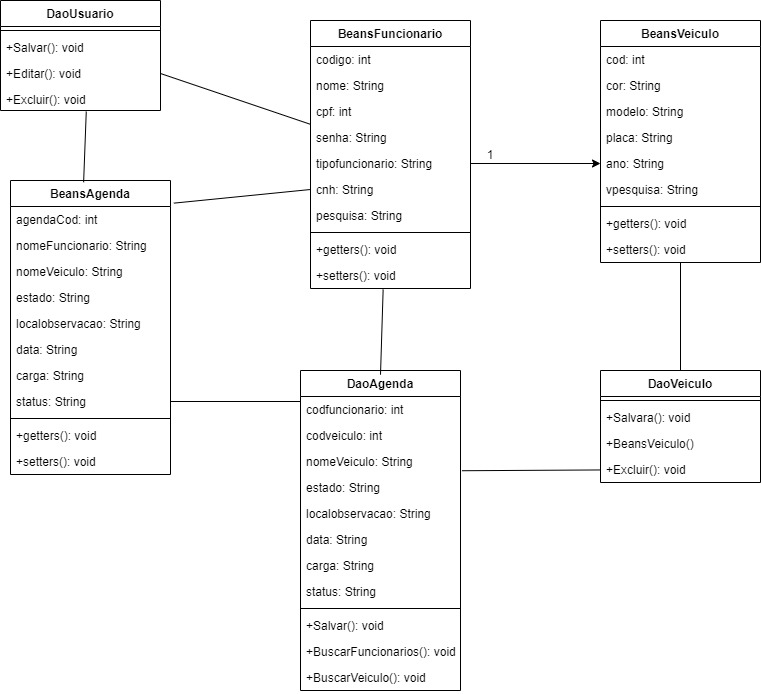 DaoUsuario
+Salvar(): void
+Editar(): void
+Excluir(): void
BeansFuncionario
codigo: int
nome: String
cpf: int
senha: String
tipofuncionario: String
cnh: String
pesquisa: String
+getters(): void
+setters(): void
1
BeansVeiculo
cod: int
cor: String
modelo: String
placa: String
ano: String
vpesquisa: String
+getters(): void
+setters(): void
BeansAgenda
agendaCod: int
nomeFuncionario: String
nomeVeiculo: String
estado: String
localobservacao: String
data: String
carga: String
status: String
+getters(): void
+setters(): void
DaoAgenda
codfuncionario: int
codveiculo: int
nomeVeiculo: String
estado: String
localobservacao: String
data: String
carga: String
status: String
+Salvar(): void
+BuscarFuncionarios(): void
+BuscarVeiculo(): void
DaoVeiculo
+Salvara(): void
+BeansVeiculo()
+Excluir(): void